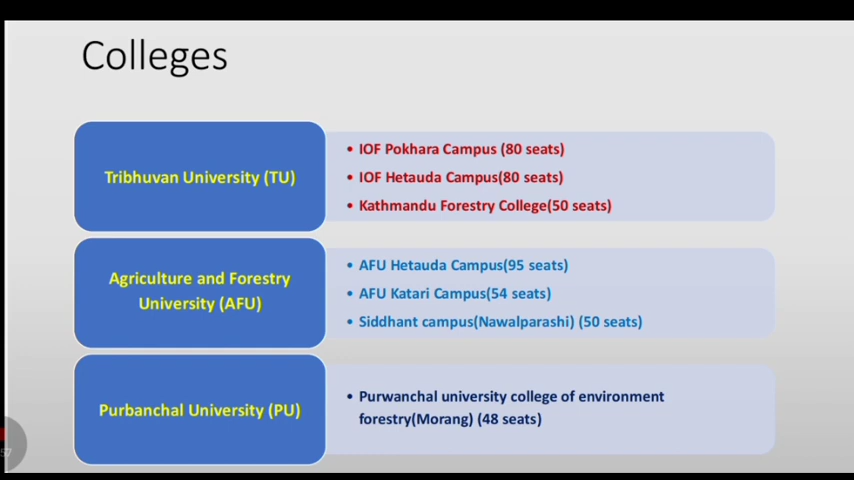 Colleges
Tribhuvan University (TU)
• IOF Pokhara Campus (80 seats)
• IOF Hetauda Campus(80 seats)
• Kathmandu Forestry College(50 seats)
Agriculture and Forestry
University (AFU)
• AFU Hetauda Campus(95 seats)
• AFU Katari Campus(54 seats)
• Siddhant campus(Nawalparashi) (50 seats)
Purbanchal University (PU)
• Purwanchal university college of environment
forestry(Morang) (48 seats)
57